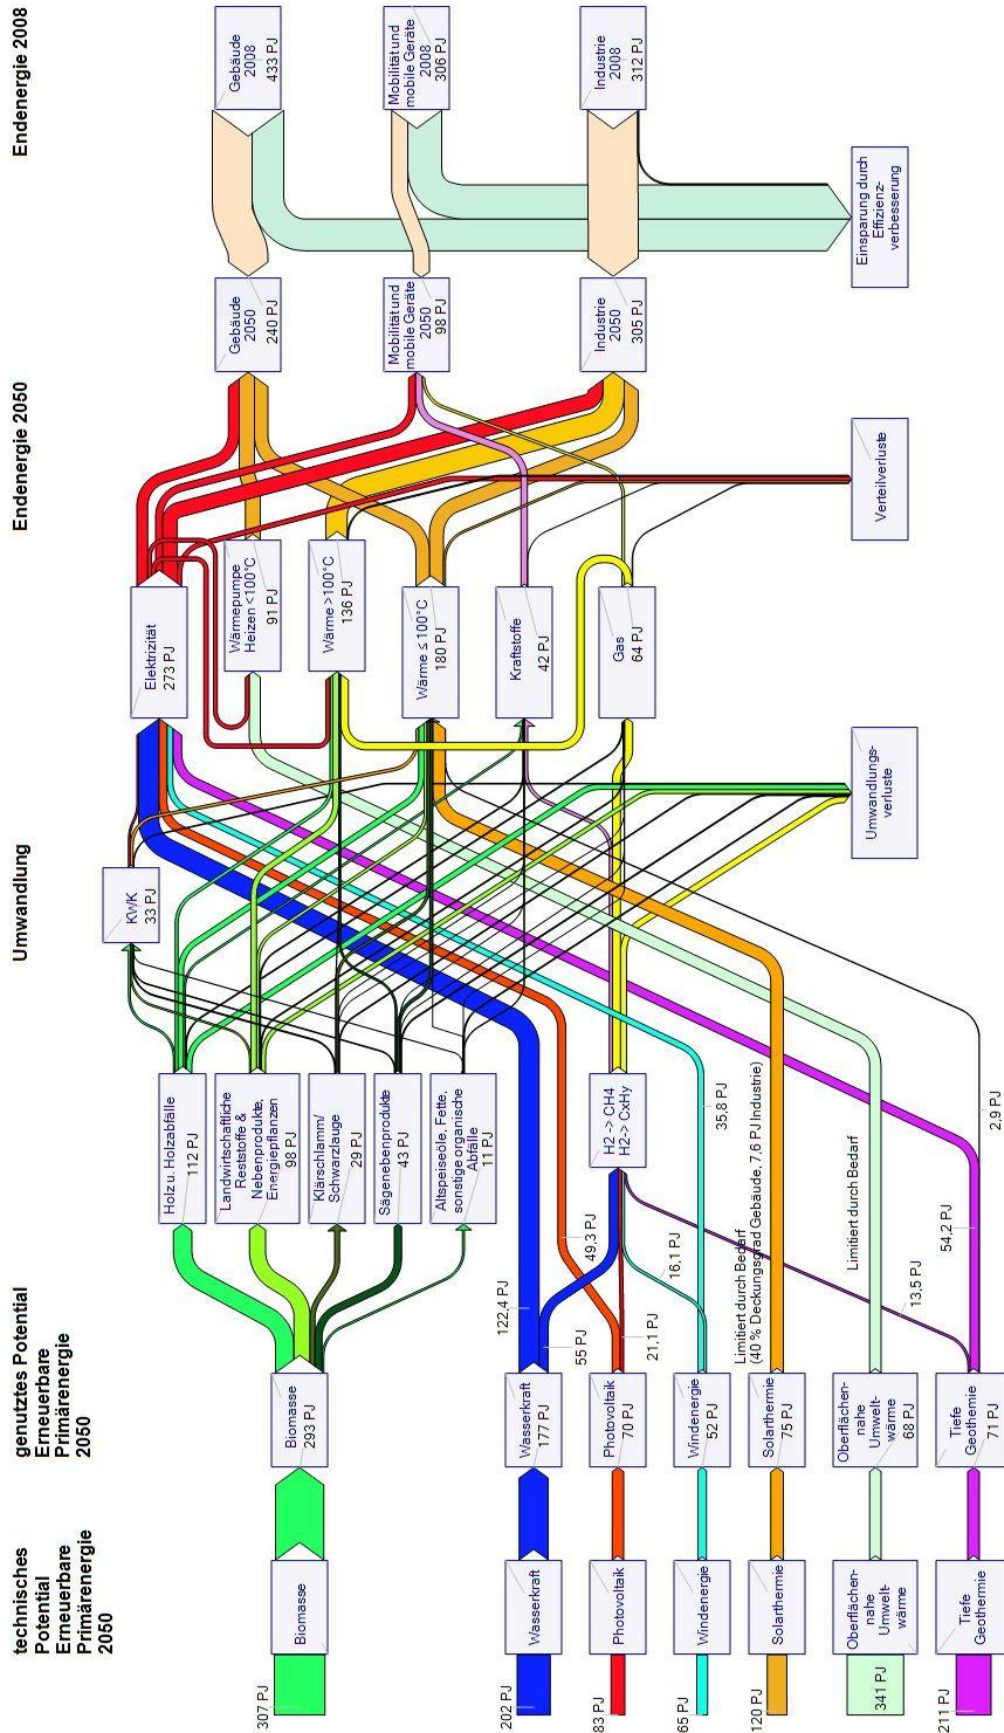 technisches
Potential
Erneuerbare
Primärenergie
2050
genutztes Potential
Erneuerbare
Primärenergie
2050
Umwandlung
Endenergie 2050
Endenergie 2008
307 PJ
Biomasse
Biomasse
293 PJ
202 PJ
Wasserkraft
Wasserkraft
177 PJ
83 PJ
Photovoltaik
Photovoltaik
70 PJ
65 PJ
Windenergie
Windenergie
52 PJ
120 PJ
Solarthermie
Solarthermie
75 PJ
341 PJ
Oberflächen-
nahe
Umwelt-
wärme
Oberflächen-
nahe
Umwelt-
wärme
68 PJ
211 PJ
Tiefe
Geothermie
Tiefe
Geothermie
71 PJ
122,4 PJ
55 PJ
49,3 PJ
21,1 PJ
16,1 PJ
35,8 PJ
Limitiert durch Bedarf
(40 % Deckungsgrad Gebäude, 7,6 PJ Industrie)
Limitiert durch Bedarf
13,5 PJ
54,2 PJ
2,9 PJ
Holz u. Holzabfälle
112 PJ
Landwirtschaftliche
Reststoffe &
Nebenprodukte,
Energiepflanzen
98 PJ
Klärschlamm/
Schwarzlauge
29 PJ
Sägenebenprodukte
43 PJ
Altspeiseöle, Fette,
sonstige organische
Abfälle
11 PJ
H2 -> CH4
H2-> CxHy
KWK
33 PJ
Elektrizität
273 PJ
Wärmepumpe
Heizen <100°C
91 PJ
Wärme >100°C
136 PJ
Wärme ≤ 100°C
180 PJ
Kraftstoffe
42 PJ
Gas
64 PJ
Umwandlungs-
verluste
Verteilverluste
Gebäude
2050
240 PJ
Mobilität und
mobile Geräte
2050
98 PJ
Industrie
2050
305 PJ
Einsparung durch
Effizienz-
verbesserung
Gebäude
2008
433 PJ
Mobilität und
mobile Geräte
2008
306 PJ
Industrie
2008
312 PJ